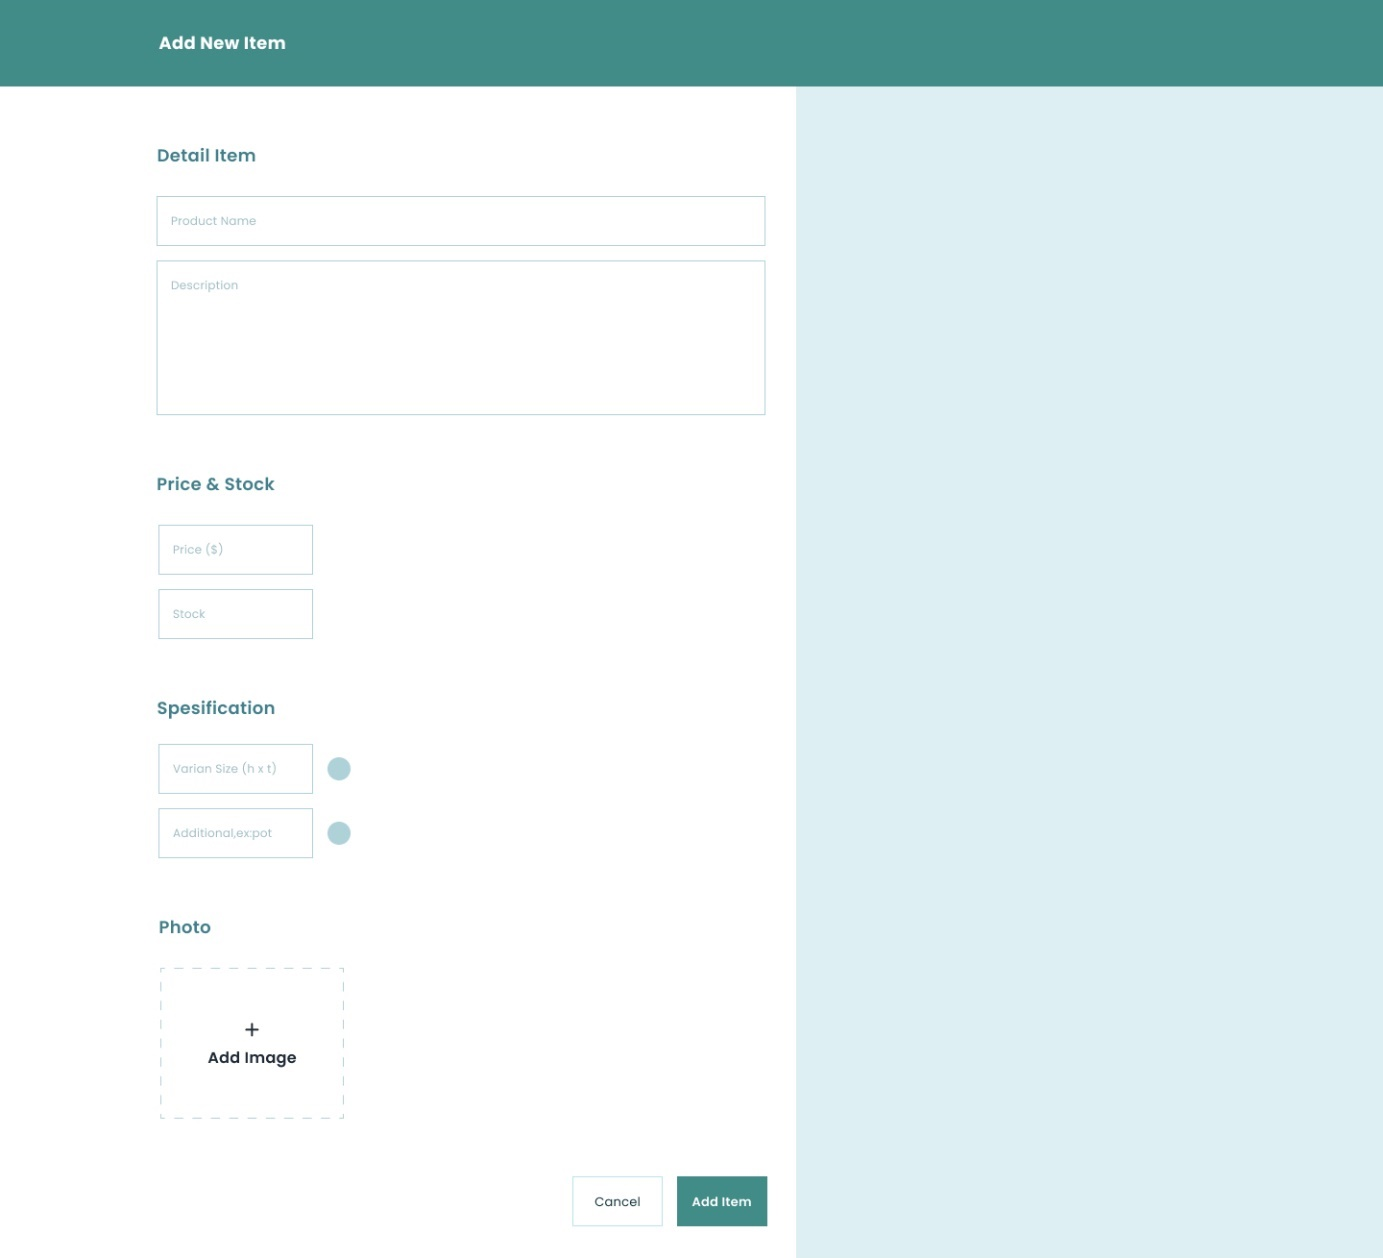 Add New Item
Detail Item
Product Name
Description
Price & Stock
Price ($)
Stock
Spesification
Varian Size (h x t)
Additional,ex:pot
Photo
+
Add Image
Cancel
Add Item